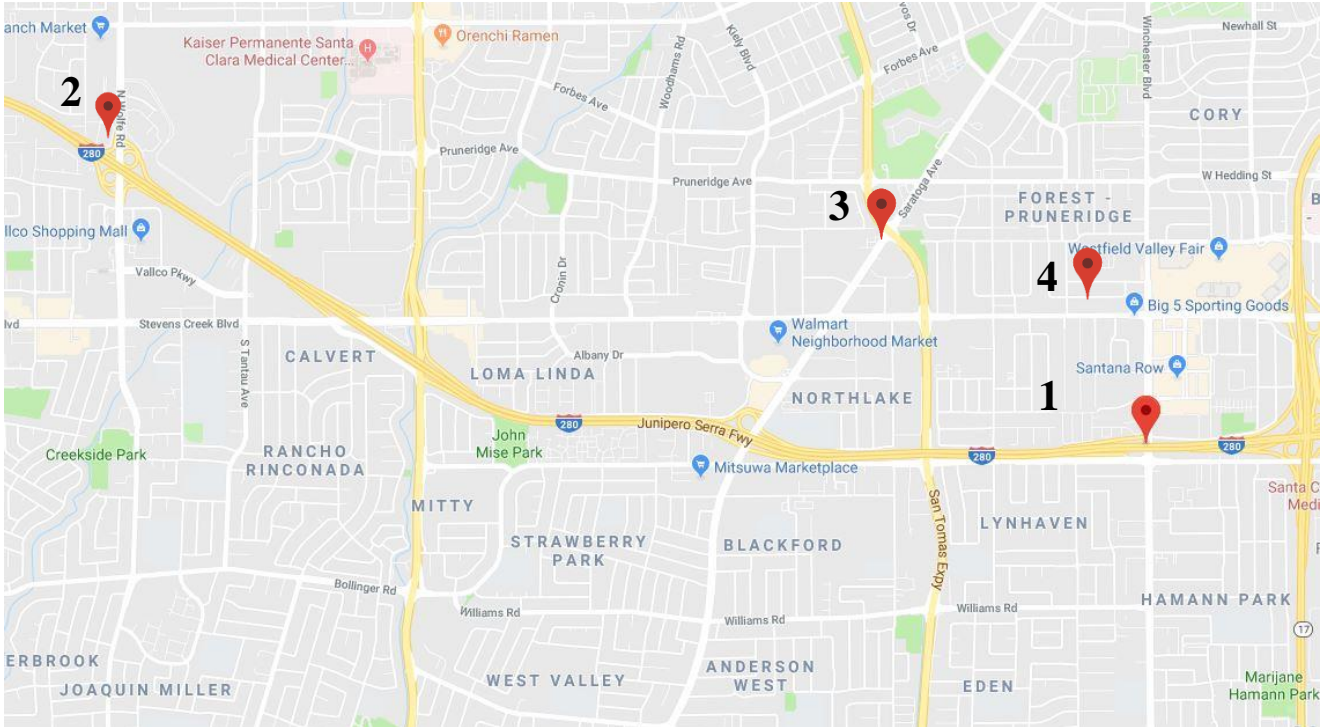 anch Market
Kaiser Permanente Santa
Clara Medical Center...
Orenchi Ramen
Kiely Blvd
vos Dr
Forbes Ave
Winchester Blvd
Newhall St
2
N Wolfe Rd
Woodhams Rd
Forbes Ave
CORY
280
Pruneridge Ave
Pruneridge Ave
Saratoga Ave
W Hedding St
3
FOREST -
PRUNERIDGE
B
llco Shopping Mall
Westfield Valley Fair
Vallco Pkwy
Cronin Dr
4
Big 5 Sporting Goods
lvd
Stevens Creek Blvd
Walmart
Neighborhood Market
CALVERT
S Tantau Ave
Albany Dr
LOMA LINDA
Santana Row
1
NORTHLAKE
280
Junipero Serra Fwy
John
Mise Park
280
280
Creekside Park
RANCHO
RINCONADA
Mitsuwa Marketplace
Santa C
Medi
MITTY
San Tomas Expy
LYNHAVEN
STRAWBERRY
PARK
BLACKFORD
Bollinger Rd
Williams Rd
Williams Rd
Williams Rd
HAMANN PARK
17
ERBROOK
JOAQUIN MILLER
WEST VALLEY
ANDERSON
WEST
EDEN
Marijane
Hamann Park